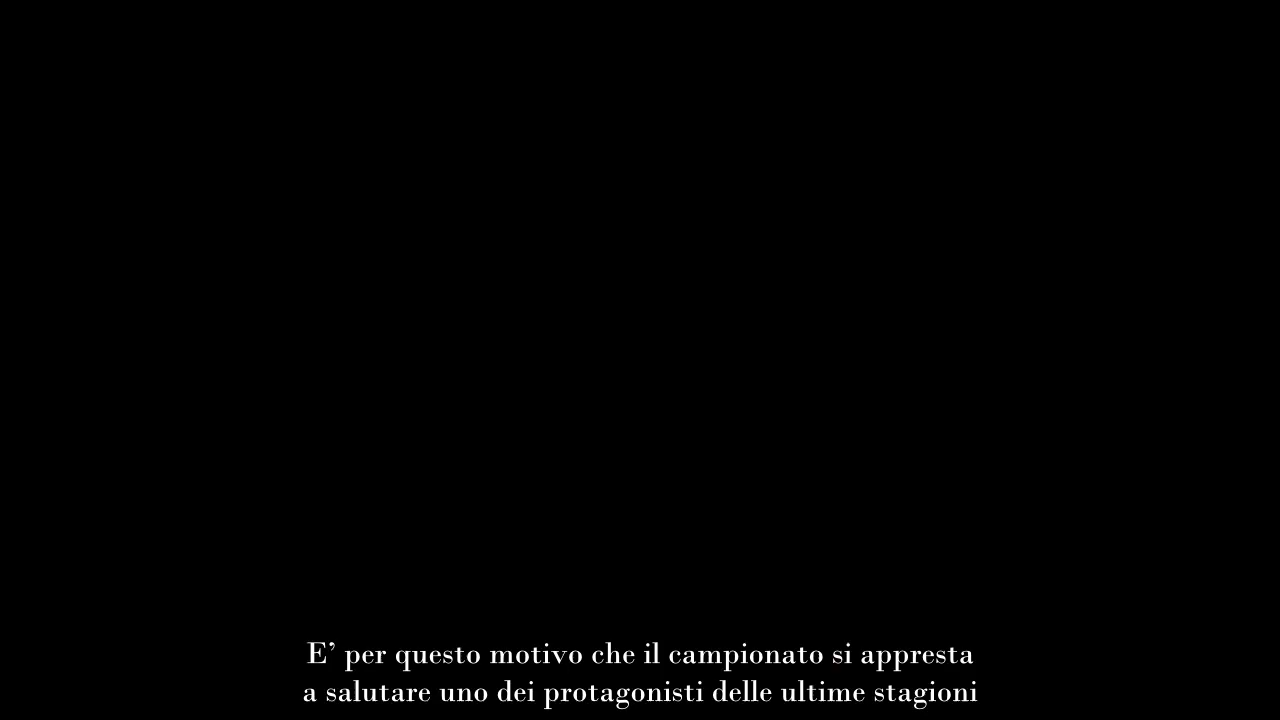 E’ per questo motivo che il campionato si appresta
a salutare uno dei protagonisti delle ultime stagioni